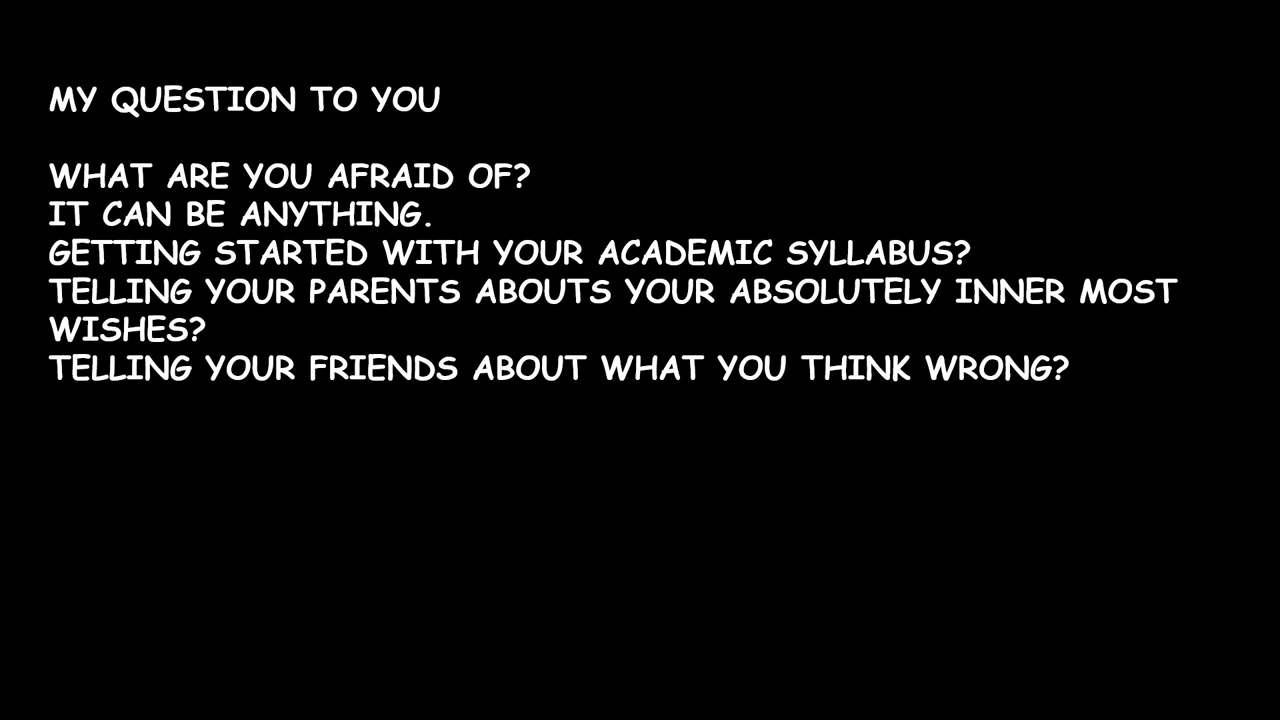 MY QUESTION TO YOU
WHAT ARE YOU AFRAID OF?
IT CAN BE ANYTHING.
GETTING STARTED WITH YOUR ACADEMIC SYLLABUS?
TELLING YOUR PARENTS ABOUTS YOUR ABSOLUTELY INNER MOST
WISHES?
TELLING YOUR FRIENDS ABOUT WHAT YOU THINK WRONG?